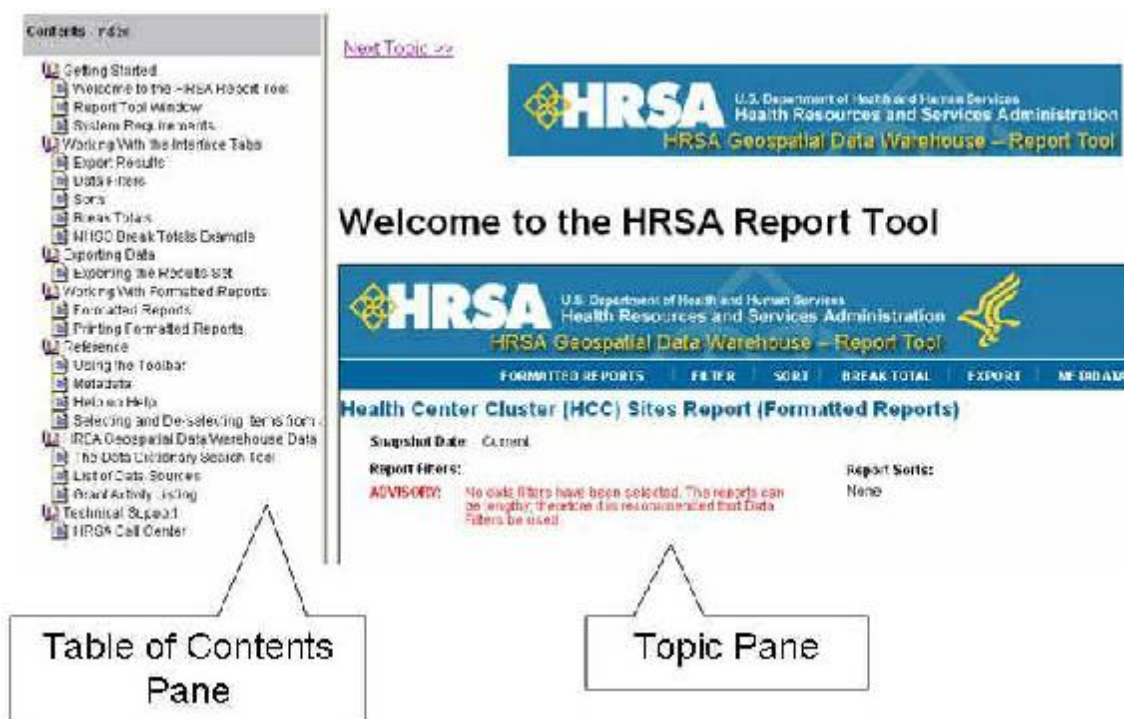 Contents Index
Getting Started
Welcome to the HRSA Report Tool
Report Tool Window
System Requirements
Working With the Interface Tabs
Export Results
Data Filters
Sorts
Break Totals
NHSC Break Totals Example
Exporting Data
Exporting the Results Set
Working With Formatted Reports
Formatted Reports
Printing Formatted Reports
Reference
Using the Toolbar
Metadata
Help on Help
Selecting and De-selecting Items from
HRSA Geospatial Data Warehouse Data
The Data Dictionary Search Tool
List of Data Sources
Grant Activity Listing
Technical Support
HRSA Call Center
Next Topic >>
HRSA
U.S. Department of Health and Human Services
Health Resources and Services Administration
HRSA Geospatial Data Warehouse – Report Tool
Welcome to the HRSA Report Tool
HRSA
U.S. Department of Health and Human Services
Health Resources and Services Administration
HRSA Geospatial Data Warehouse – Report Tool
FORMATTED REPORTS FILTER SORT BREAK TOTAL EXPORT METADATA
Health Center Cluster (HCC) Sites Report (Formatted Reports)
Snapshot Date Current
Report Filters: Report Sorts:
ADVISORY: No data filters have been selected. The reports can None
be lengthy, therefore it is recommended that Data
Filters be used.
Table of Contents
Pane
Topic Pane